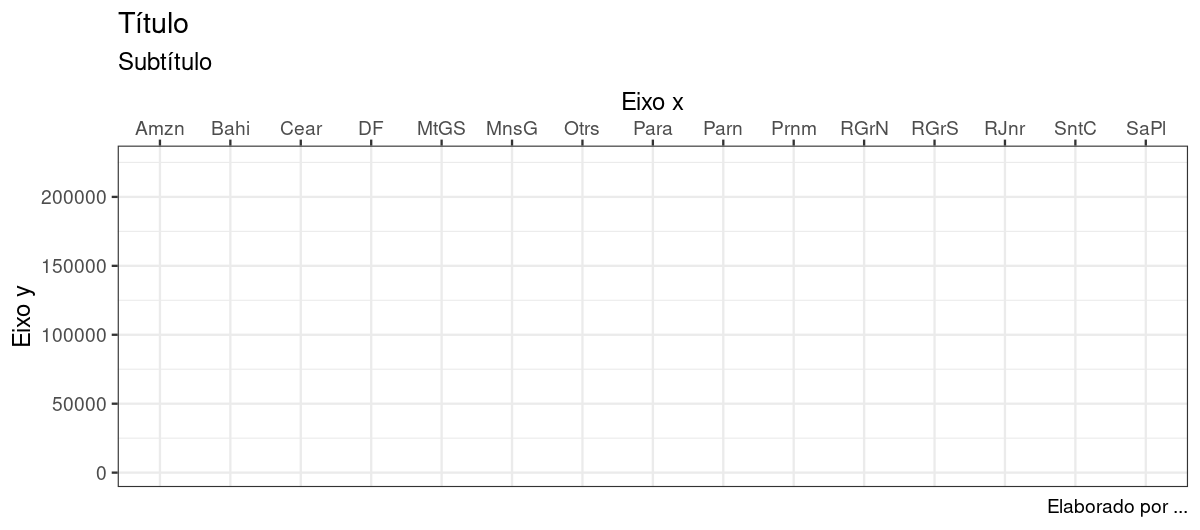 Título
Subtítulo
Eixo x
Amzn Bahi Cear DF MtGS MnsG Otrs Para Parn Prnm RGrN RGrS RJnr SntC SaPl
200000
150000
100000
50000
0
Eixo y
Elaborado por ...